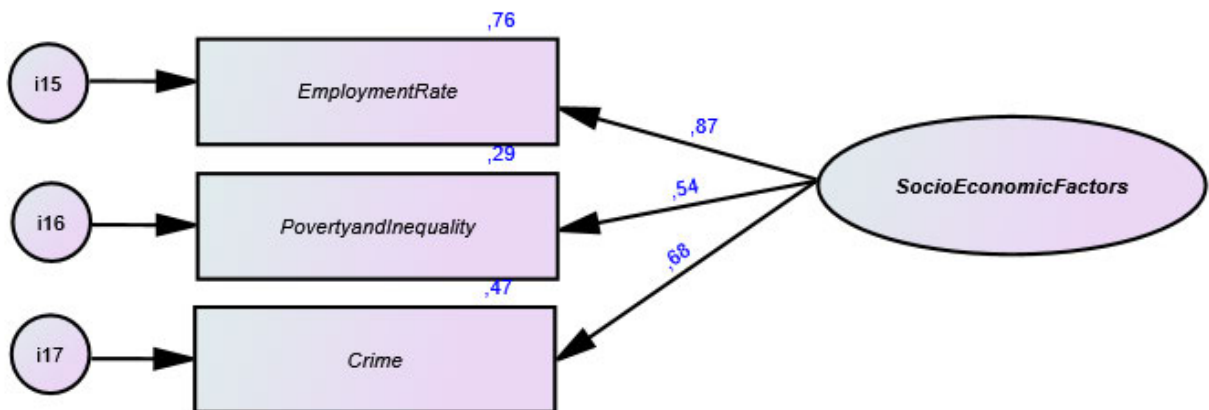 ,76
i15
EmploymentRate
,87
,29
i16
PovertyandInequality
,54
SocioEconomicFactors
,68
,47
i17
Crime